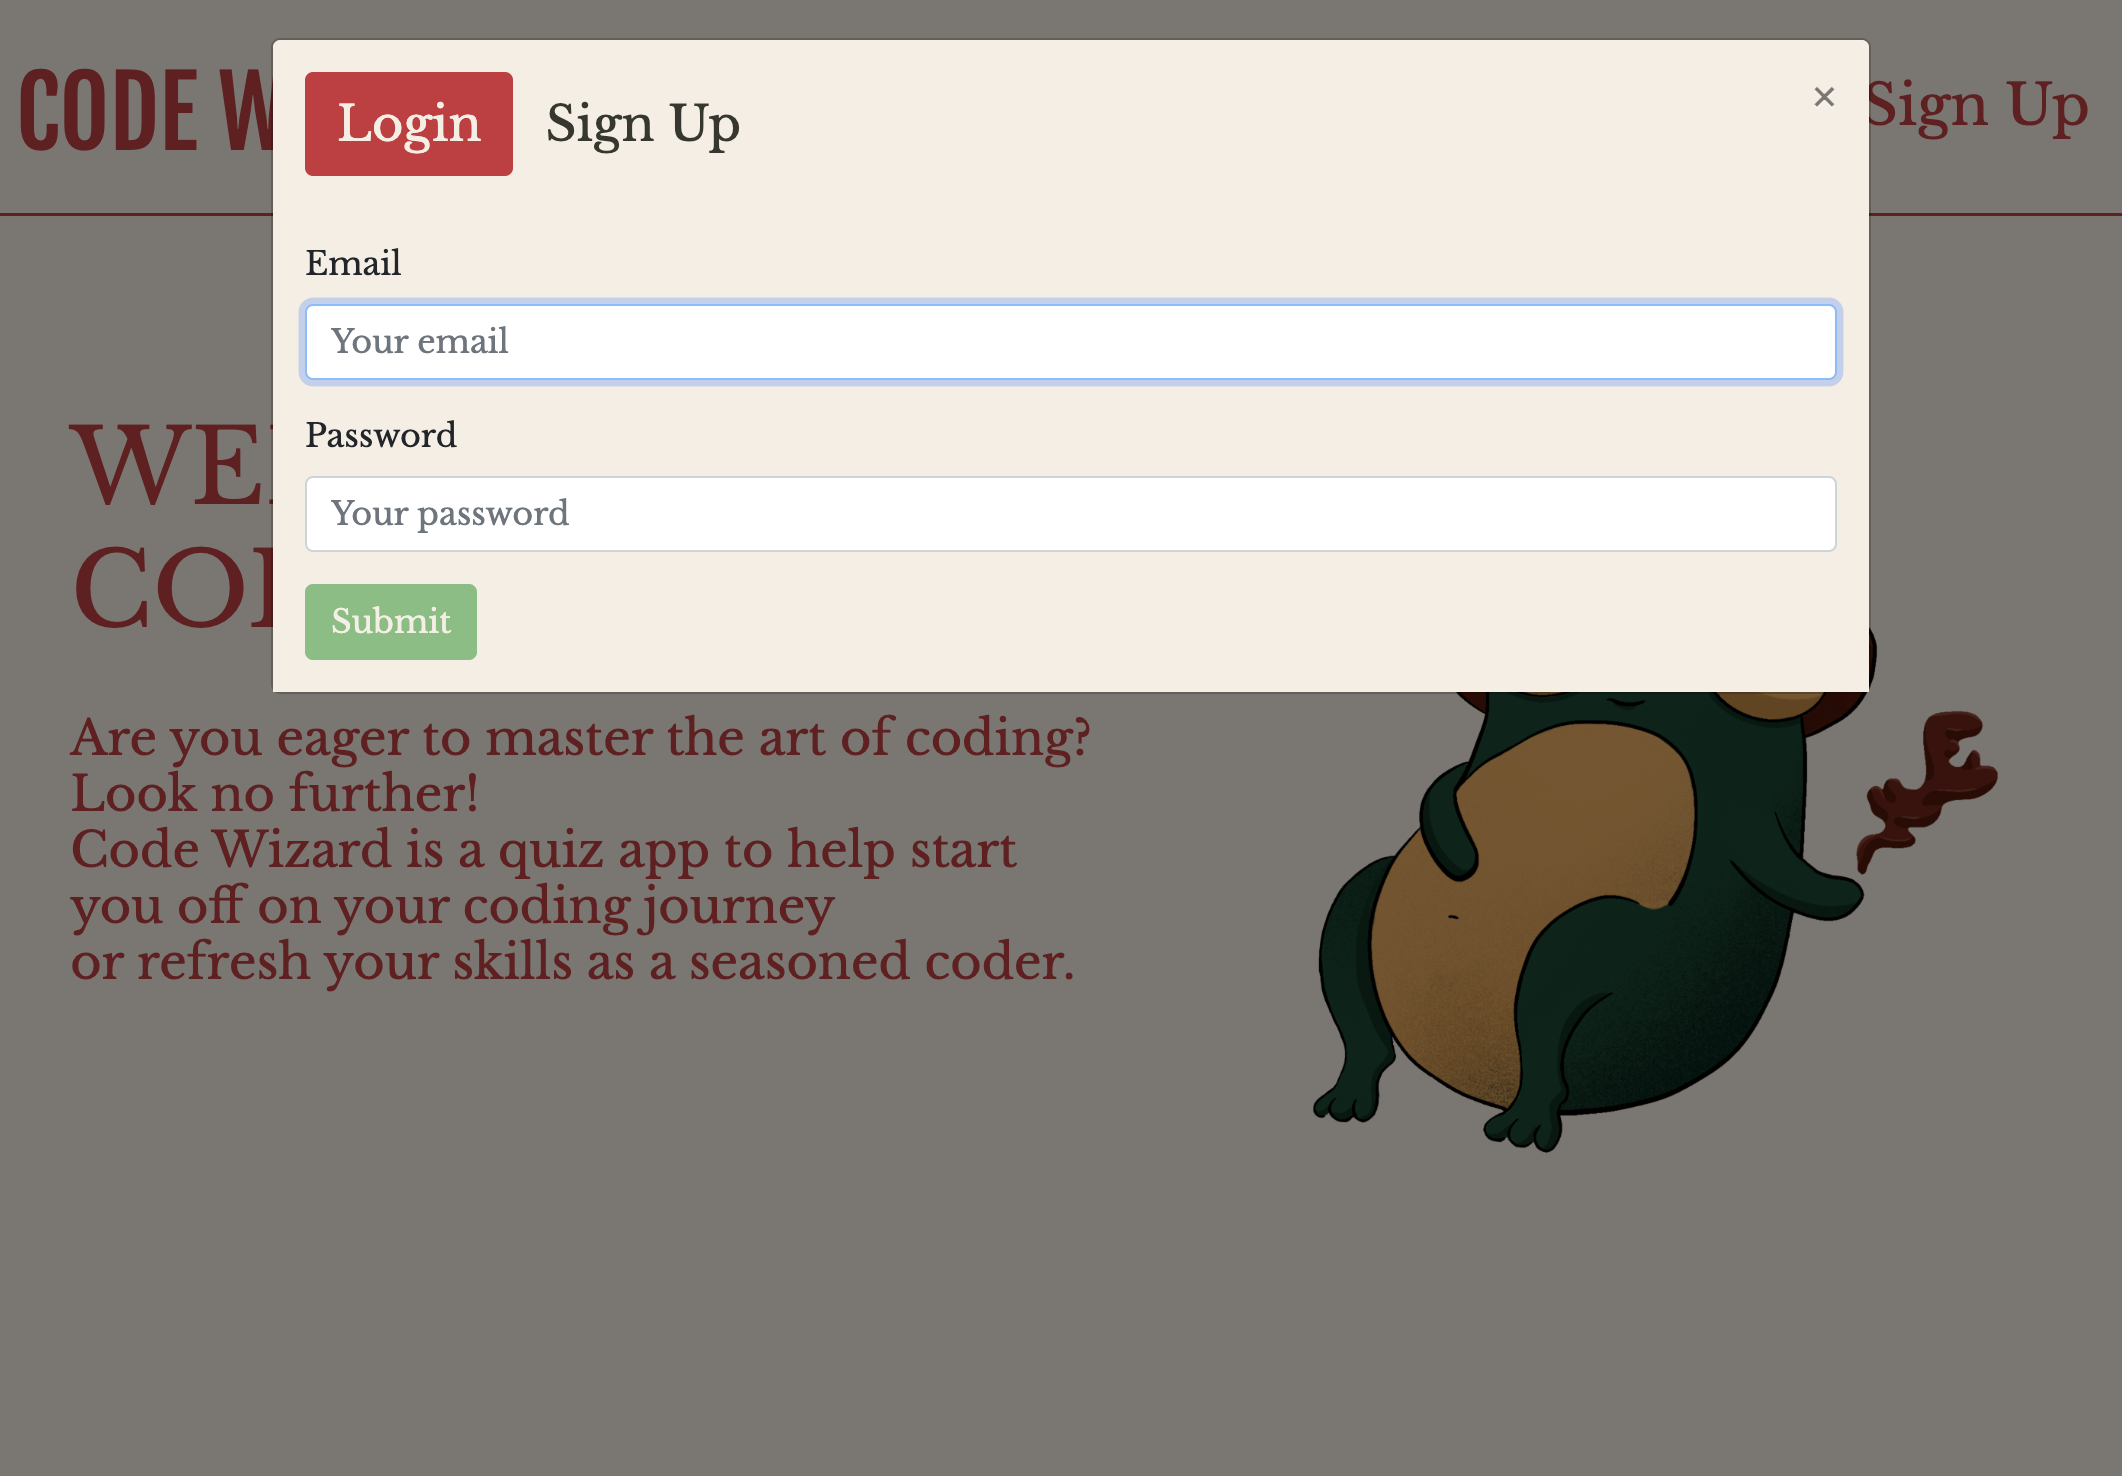 CODE
Login
Sign Up
×
Sign Up
Email
Your email
Password
Your password
Submit
Are you eager to master the art of coding?
Look no further!
Code Wizard is a quiz app to help start
you off on your coding journey
or refresh your skills as a seasoned coder.